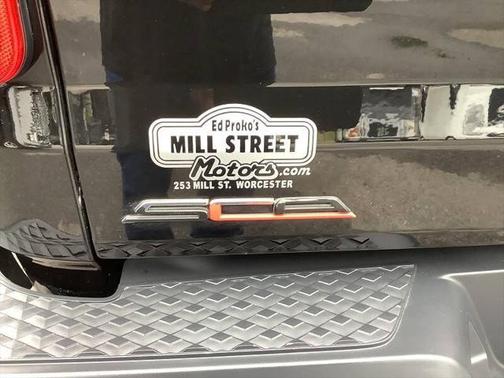 Ed Proko's
MILL STREET
Motors.com
253 MILL ST. WORCESTER